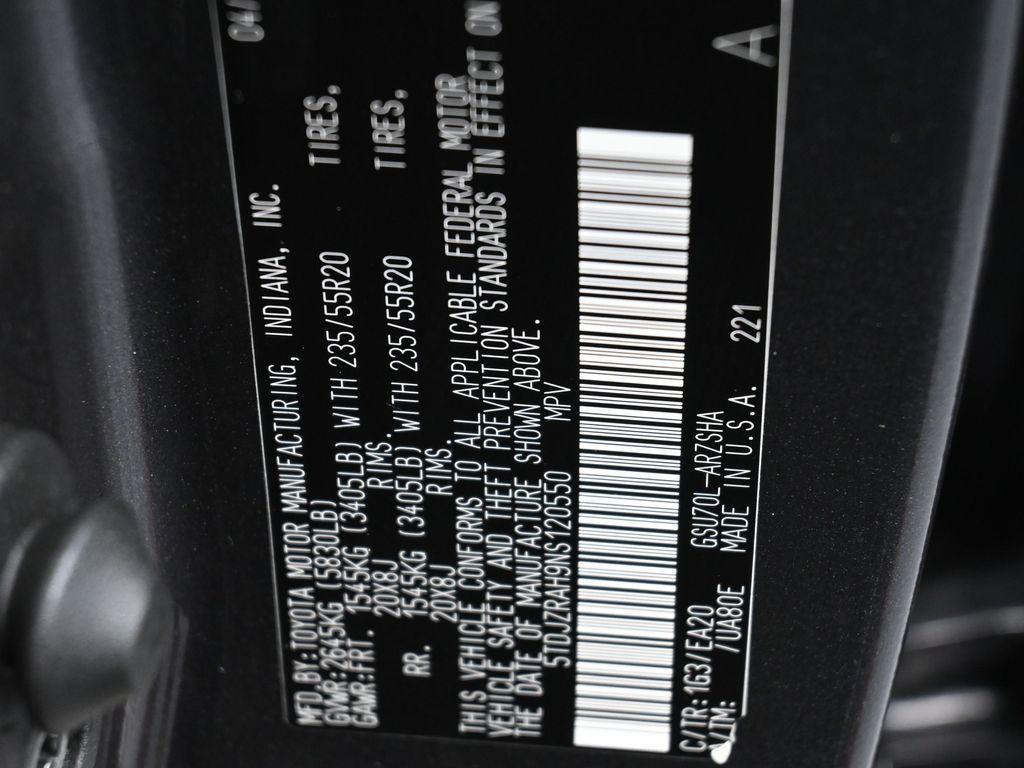 MFD.BY:TOYOTA MOTOR MANUFACTURING, INDIANA, INC.
GVWR:2645KG (5830LB)
GAWR:FRT. 1545KG (3405LB) WITH 235/55R20 TIRES,
20X8J RIMS.
RR. 1545KG (3405LB) WITH 235/55R20 TIRES,
20X8J RIMS.
THIS VEHICLE CONFORMS TO ALL APPLICABLE FEDERAL MOTOR
VEHICLE SAFETY AND THEFT PREVENTION STANDARDS IN EFFECT ON
THE DATE OF MANUFACTURE SHOWN ABOVE.
5TDJZRAH9NS120550 MPV
C/TR:1G3/EA20 GSU70L-ARZSHA
A/TM: /UA80E MADE IN U.S.A. 221
A